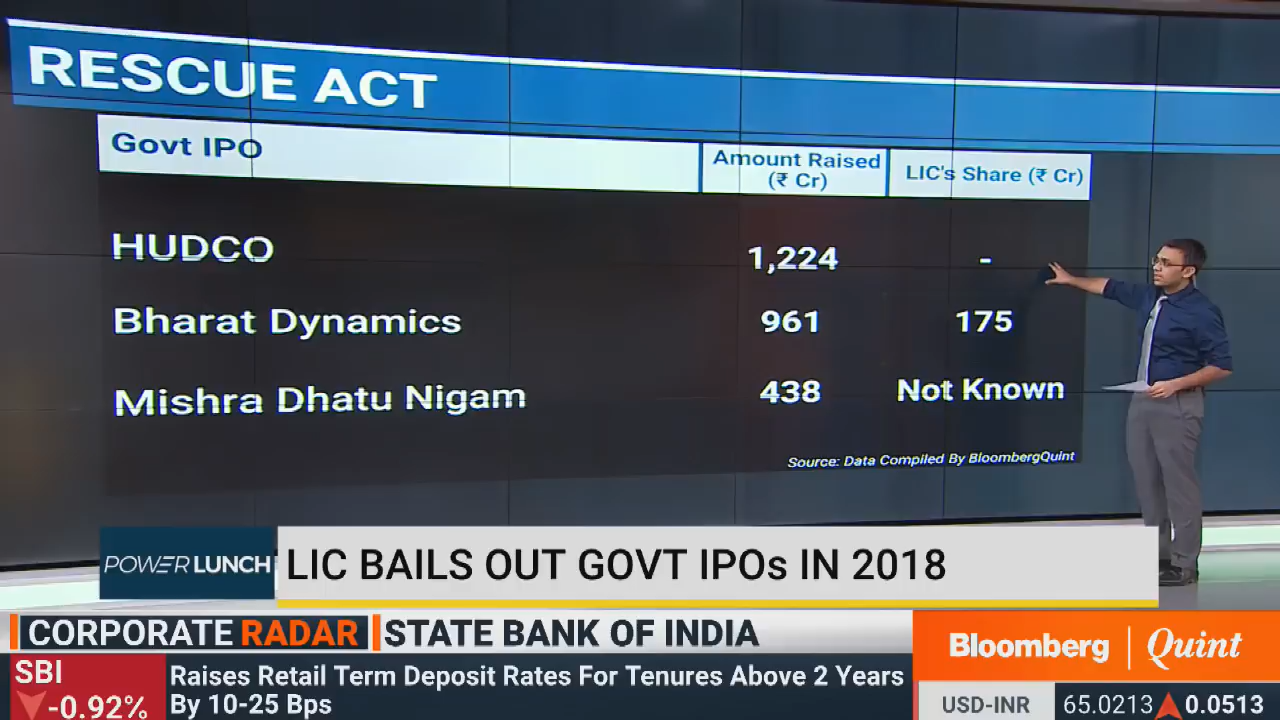 RESCUE ACT
Govt IPO
Amount Raised
(₹ Cr)
LIC's Share (₹ Cr)
HUDCO
1,224
-
Bharat Dynamics
961
175
Mishra Dhatu Nigam
438
Not Known
Source: Data Compiled By BloombergQuint
POWER LUNCH
LIC BAILS OUT GOVT IPOs IN 2018
CORPORATE RADAR
STATE BANK OF INDIA
SBI
-0.92%
Raises Retail Term Deposit Rates For Tenures Above 2 Years
By 10-25 Bps
Bloomberg | Quint
USD-INR
65.0213
0.0513